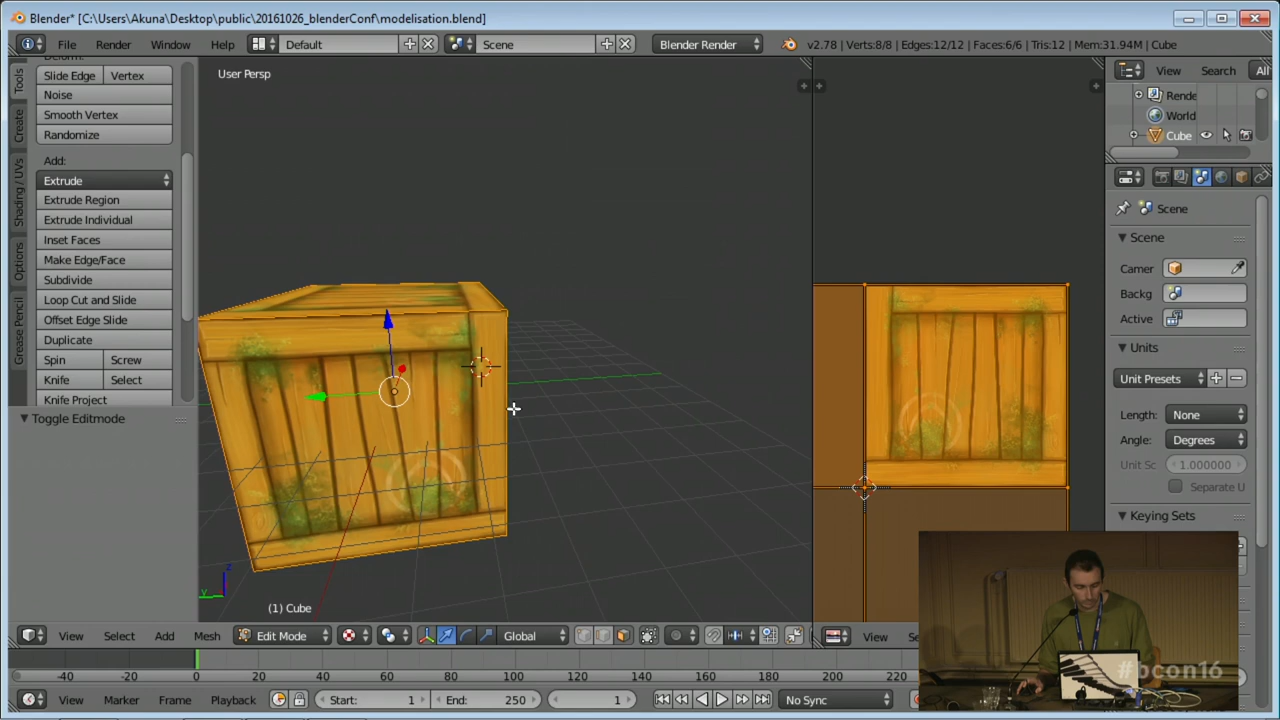 Blender* [C:\Users\Akuna\Desktop\public\20161026_blenderConf\modelisation.blend]
File Render Window Help Default Scene Blender Render v2.78 | Verts:8/8 | Edges:12/12 | Faces:6/6 | Tris:12 | Mem:31.94M | Cube
Tools
Create
Shading / UVs
Options
Grease Pencil
Deform:
Slide Edge Vertex
Noise
Smooth Vertex
Randomize
Add:
Extrude
Extrude Region
Extrude Individual
Inset Faces
Make Edge/Face
Subdivide
Loop Cut and Slide
Offset Edge Slide
Duplicate
Spin Screw
Knife Select
Knife Project
Toggle Editmode
User Persp
z
y
(1) Cube
View Select Add Mesh Edit Mode Global
View Se
View Search All
Rende
World
Cube
Scene
Scene
Camer
Backg
Active
Units
Unit Presets
Length: None
Angle: Degrees
Unit Sc 1.000000
Separate U
Keying Sets
#bcon16
-40 -20 0 20 40 60 80 100 120 140 160 180 200 220
View Marker Frame Playback Start: 1 End: 250 1 No Sync